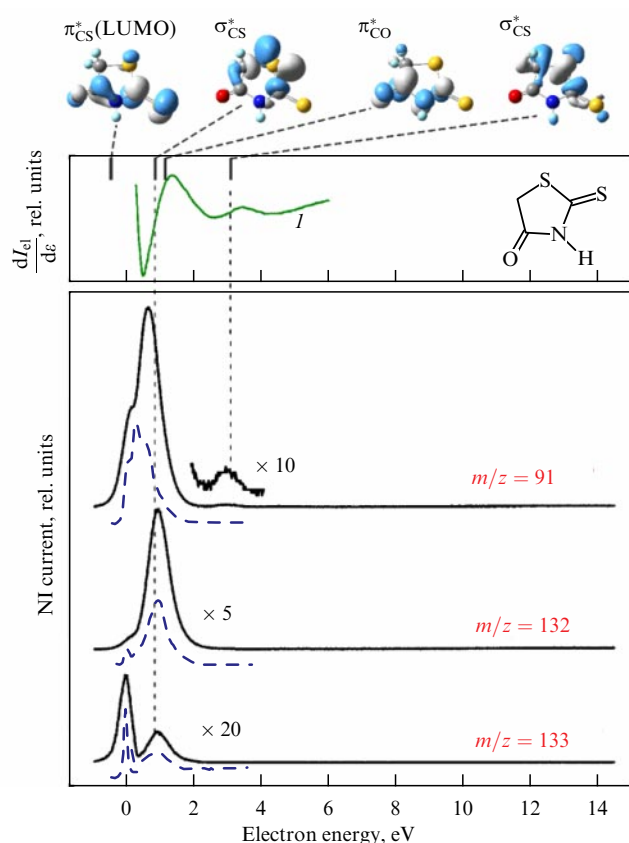 π*CS(LUMO) σ*CS π*CO σ*CS
dIel/dε, rel. units
1
S
S
N
O
H
NI current, rel. units
× 10
m/z = 91
× 5
m/z = 132
× 20
m/z = 133
0 2 4 6 8 10 12 14
Electron energy, eV